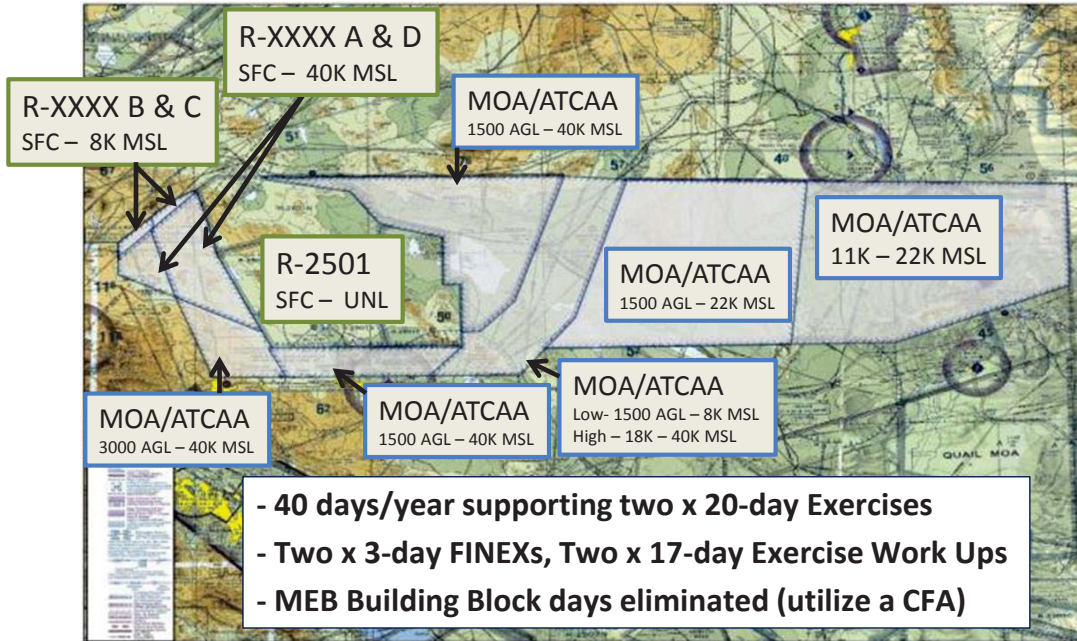 R-XXXX A & D
SFC – 40K MSL
R-XXXX B & C
SFC – 8K MSL
MOA/ATCAA
1500 AGL – 40K MSL
R-2501
SFC – UNL
MOA/ATCAA
1500 AGL – 22K MSL
MOA/ATCAA
11K – 22K MSL
MOA/ATCAA
3000 AGL – 40K MSL
MOA/ATCAA
1500 AGL – 40K MSL
MOA/ATCAA
Low- 1500 AGL – 8K MSL
High – 18K – 40K MSL
QUAIL MOA
- 40 days/year supporting two x 20-day Exercises
- Two x 3-day FINEXs, Two x 17-day Exercise Work Ups
- MEB Building Block days eliminated (utilize a CFA)